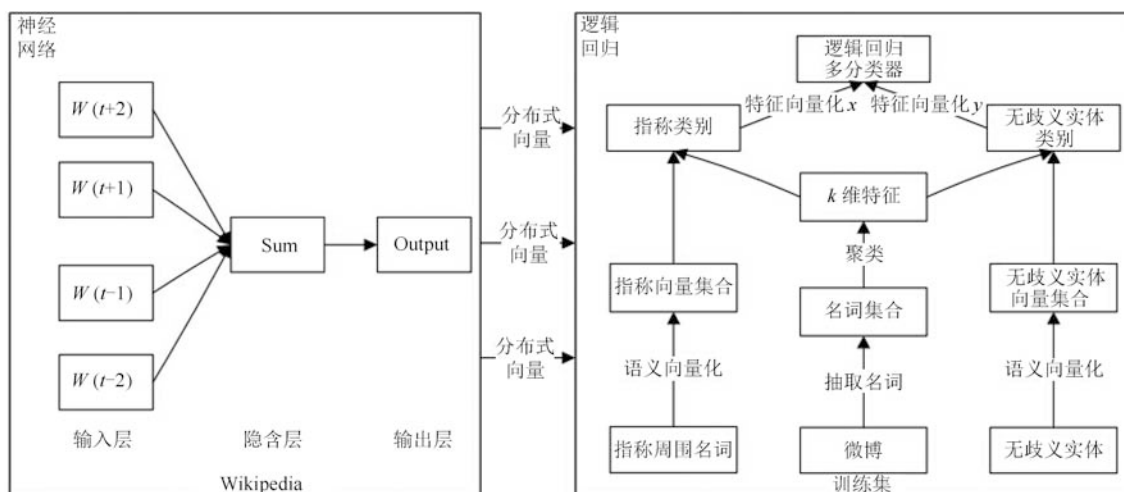 神经
网络
W(t+2)
W(t+1)
W(t−1)
W(t−2)
Sum
Output
输入层
隐含层
输出层
Wikipedia
分布式
向量
分布式
向量
分布式
向量
逻辑
回归
逻辑回归
多分类器
特征向量化x
特征向量化y
指称类别
无歧义实体
类别
k维特征
聚类
指称向量集合
名词集合
无歧义实体
向量集合
语义向量化
抽取名词
语义向量化
指称周围名词
微博
无歧义实体
训练集